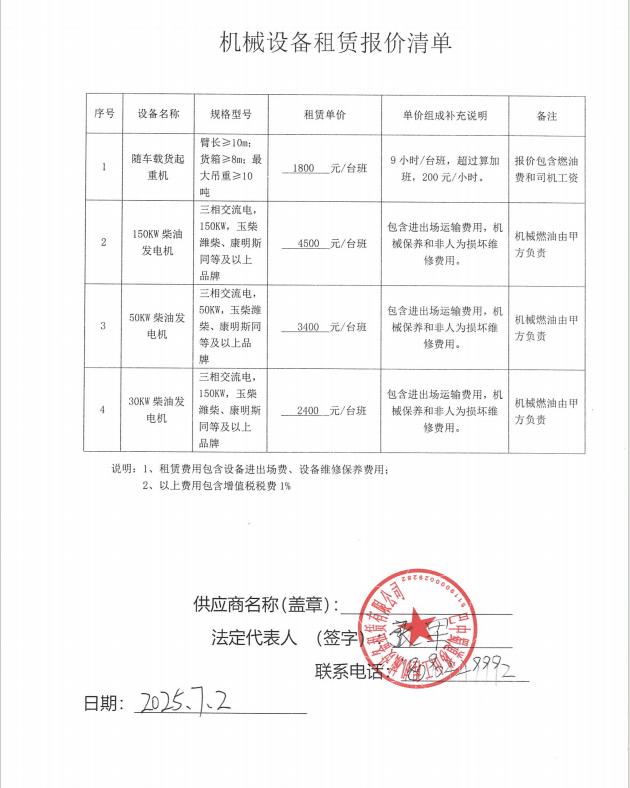 机械设备租赁报价清单
序号 设备名称 规格型号 租赁单价 单价组成补充说明 备注
1 随车载货起重机 臂长≥10m；货箱≥8m；最大吊重≥10吨 1800 元/台班 9小时/台班，超过算加班，200元/小时。 报价包含燃油费和司机工资
2 150KW柴油发电机 三相交流电，150KW，玉柴潍柴、康明斯同等及以上品牌 4500 元/台班 包含进出场运输费用，机械保养和非人为损坏维修费用。 机械燃油由甲方负责
3 50KW柴油发电机 三相交流电，50KW，玉柴潍柴、康明斯同等及以上品牌 3400 元/台班 包含进出场运输费用，机械保养和非人为损坏维修费用。 机械燃油由甲方负责
4 30KW柴油发电机 三相交流电，150KW，玉柴潍柴、康明斯同等及以上品牌 2400 元/台班 包含进出场运输费用，机械保养和非人为损坏维修费用。 机械燃油由甲方负责
说明：1、租赁费用包含设备进出场费、设备维修保养费用；
2、以上费用包含增值税税费1%
供应商名称（盖章）：
法定代表人 （签字）：
联系电话：
日期：2025.7.2